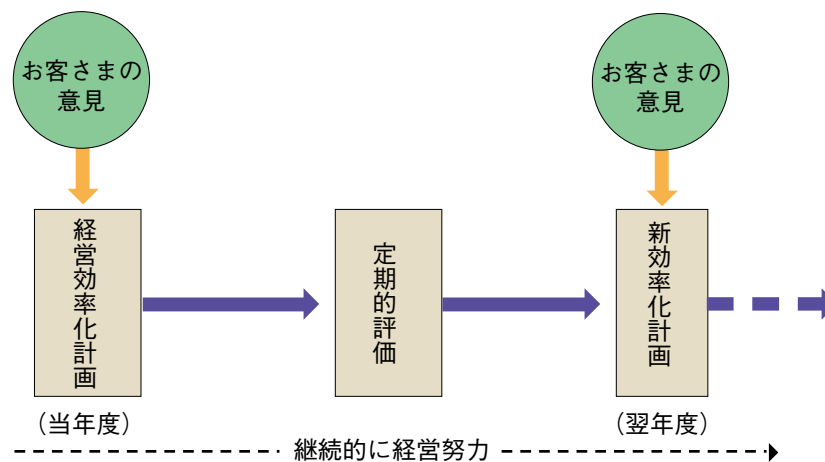 お客さまの
意見
お客さまの
意見
経営効率化計画
定期的評価
新効率化計画
（当年度）
（翌年度）
継続的に経営努力